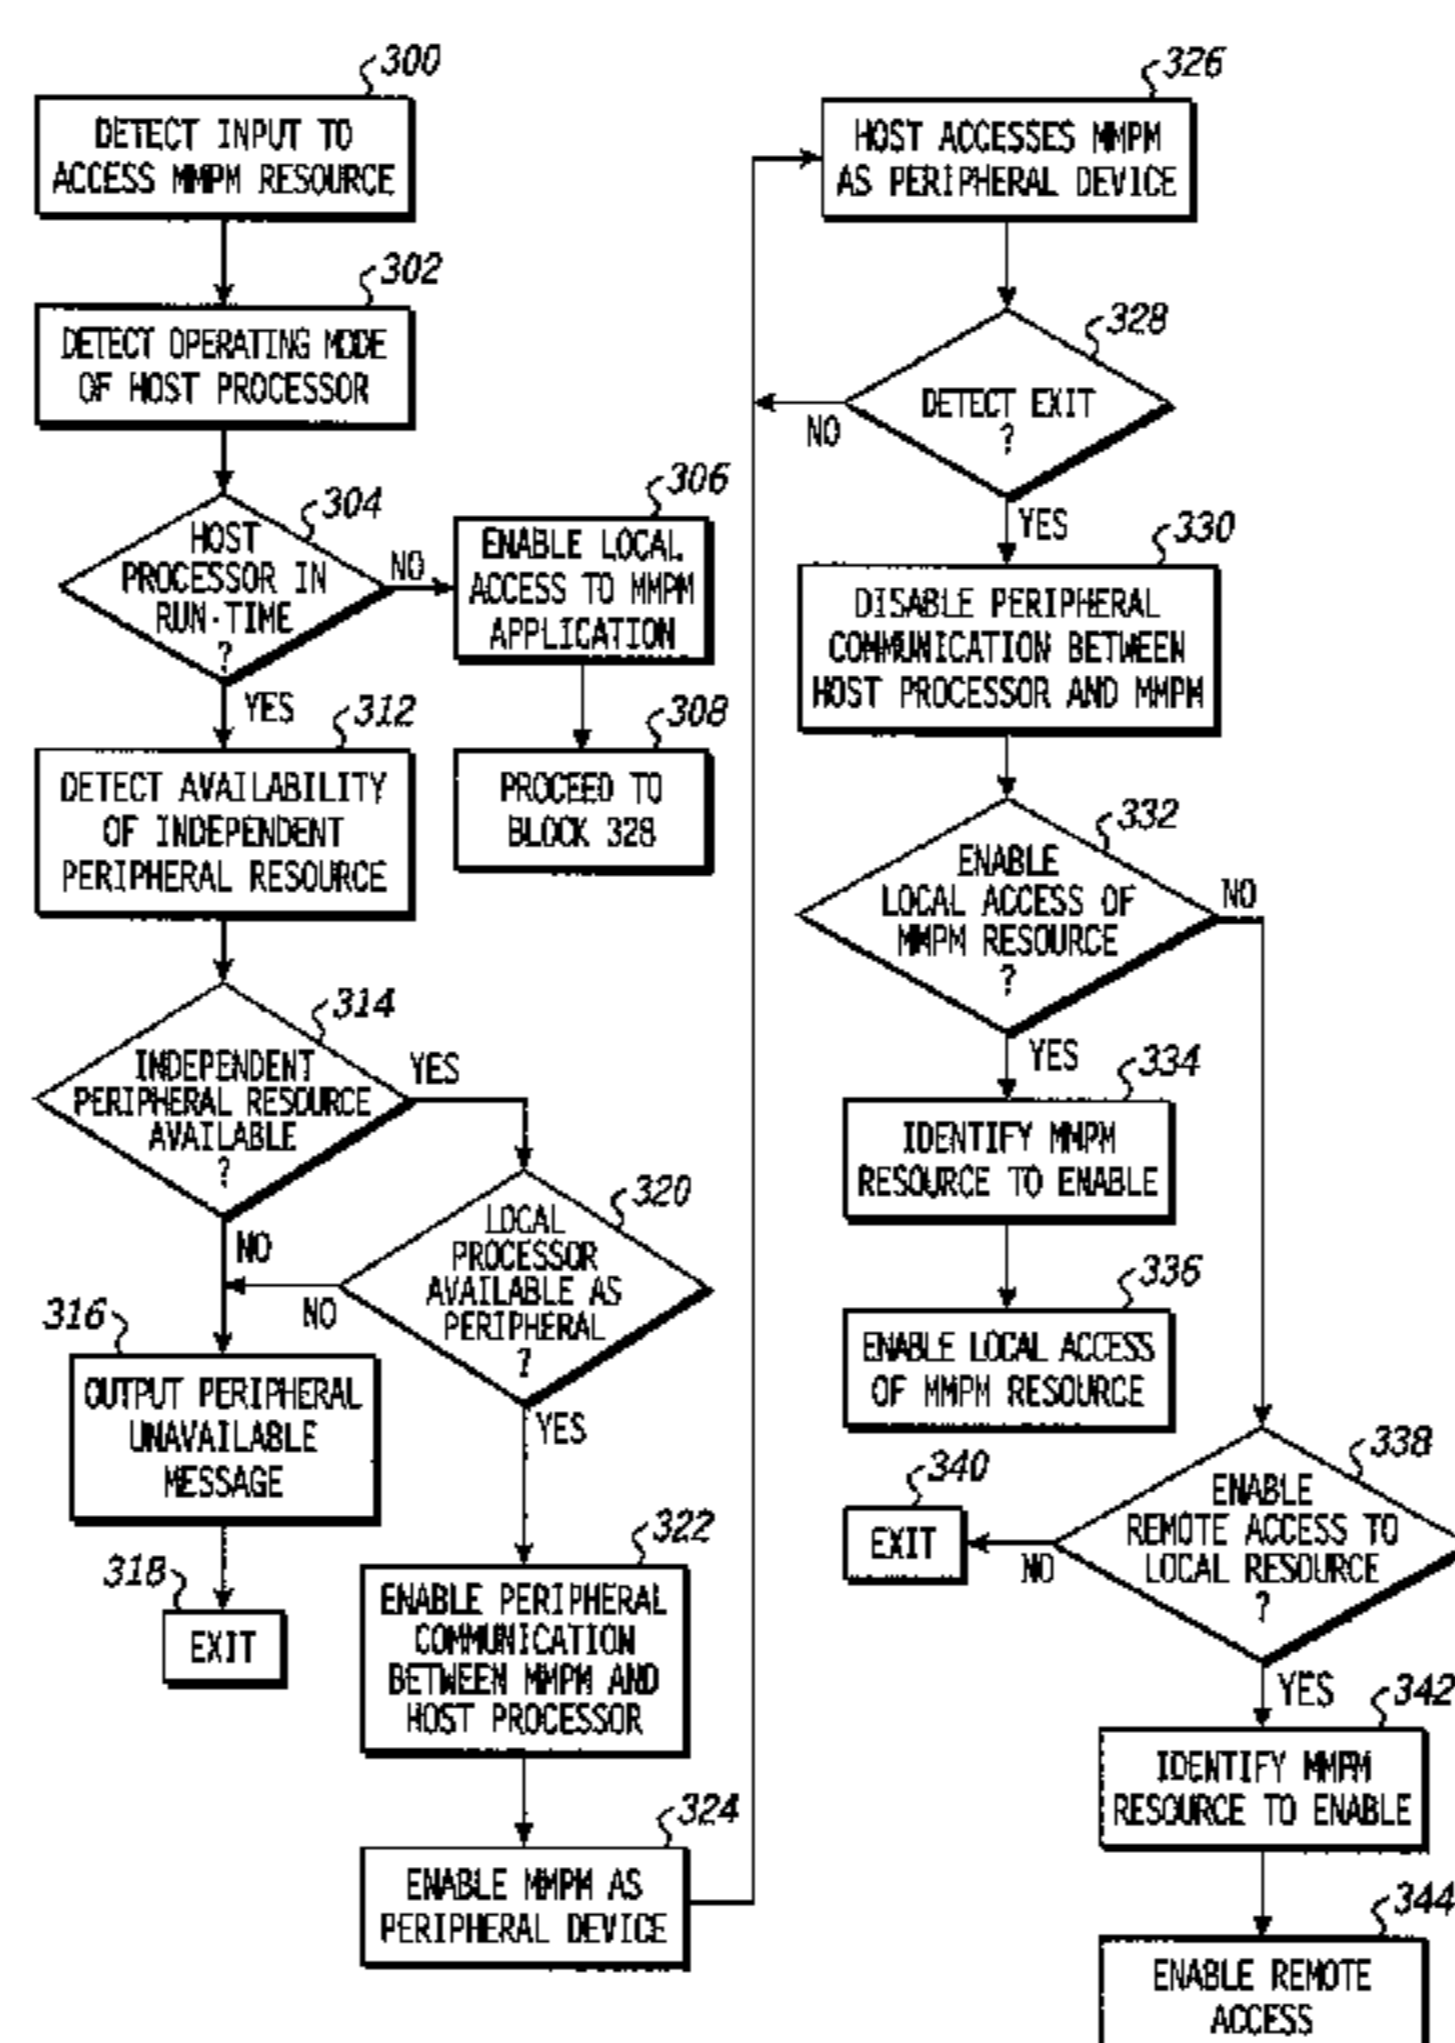 300
DETECT INPUT TO
ACCESS MMPM RESOURCE
302
DETECT OPERATING MODE
OF HOST PROCESSOR
304
HOST
PROCESSOR IN
RUN-TIME
?
NO
YES
306
ENABLE LOCAL
ACCESS TO MMPM
APPLICATION
308
PROCEED TO
BLOCK 328
312
DETECT AVAILABILITY
OF INDEPENDENT
PERIPHERAL RESOURCE
314
INDEPENDENT
PERIPHERAL RESOURCE
AVAILABLE
?
YES
NO
316
OUTPUT PERIPHERAL
UNAVAILABLE
MESSAGE
318
EXIT
320
LOCAL
PROCESSOR
AVAILABLE AS
PERIPHERAL
?
NO
YES
322
ENABLE PERIPHERAL
COMMUNICATION
BETWEEN MMPM AND
HOST PROCESSOR
324
ENABLE MMPM AS
PERIPHERAL DEVICE
326
HOST ACCESSES MMPM
AS PERIPHERAL DEVICE
328
DETECT EXIT
?
NO
YES
330
DISABLE PERIPHERAL
COMMUNICATION BETWEEN
HOST PROCESSOR AND MMPM
332
ENABLE
LOCAL ACCESS OF
MMPM RESOURCE
?
NO
YES
334
IDENTIFY MMPM
RESOURCE TO ENABLE
336
ENABLE LOCAL ACCESS
OF MMPM RESOURCE
338
ENABLE
REMOTE ACCESS TO
LOCAL RESOURCE
?
NO
YES
340
EXIT
342
IDENTIFY MMPM
RESOURCE TO ENABLE
344
ENABLE REMOTE
ACCESS